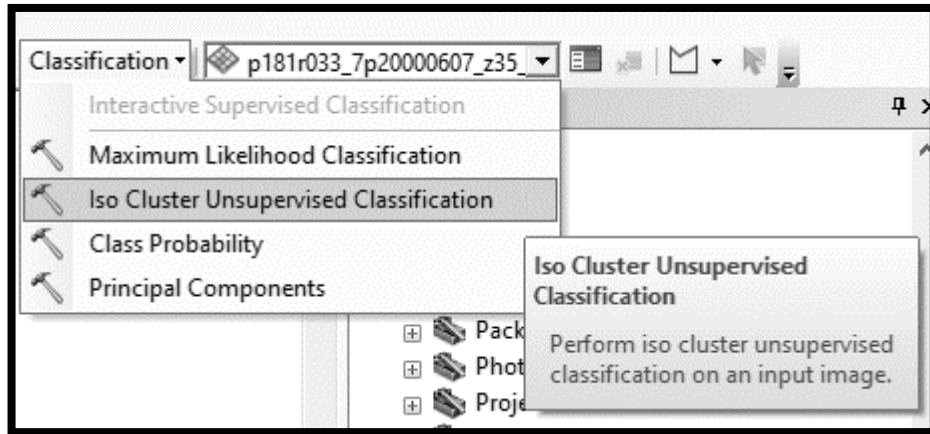 Classification
p181r033_7p20000607_z35_
Interactive Supervised Classification
Maximum Likelihood Classification
Iso Cluster Unsupervised Classification
Class Probability
Principal Components
Iso Cluster Unsupervised
Classification
Perform iso cluster unsupervised
classification on an input image.
Pack
Phot
Proje